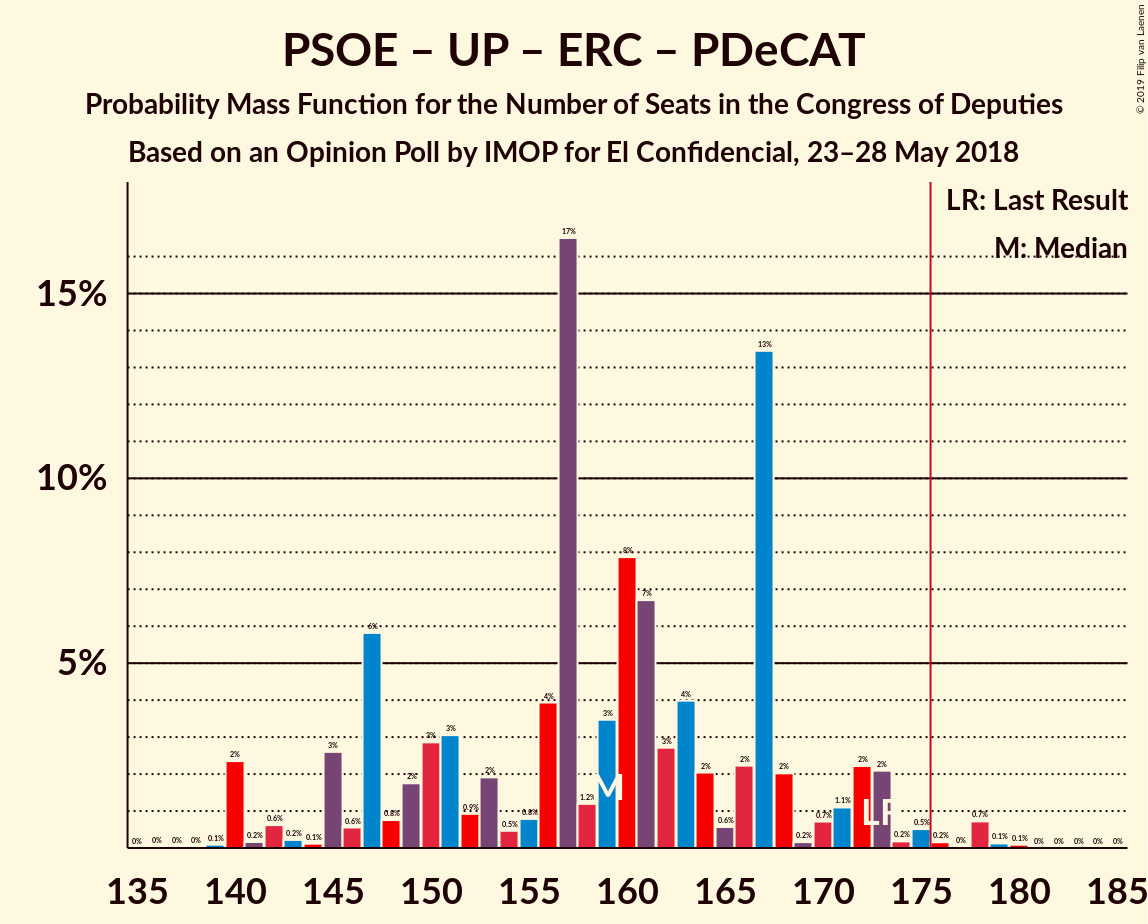 PSOE – UP – ERC – PDeCAT
Probability Mass Function for the Number of Seats in the Congress of Deputies
Based on an Opinion Poll by IMOP for El Confidencial, 23–28 May 2018
© 2019 Filip van Laenen
LR: Last Result
M: Median
15%
10%
5%
0% 0% 0% 0% 0.1% 2% 0.2% 0.6% 0.2% 0.1% 3% 0.6% 6% 0.8% 2% 3% 3% 0.9% 2% 0.5% 0.8% 4% 17% 1.2% 3% 8% 7% 3% 4% 2% 0.6% 2% 13% 2% 0.2% 0.7% 1.1% 2% 2% 0.2% 0.5% 0.2% 0% 0.7% 0.1% 0.1% 0% 0% 0% 0% 0%
M
LR
135 140 145 150 155 160 165 170 175 180 185